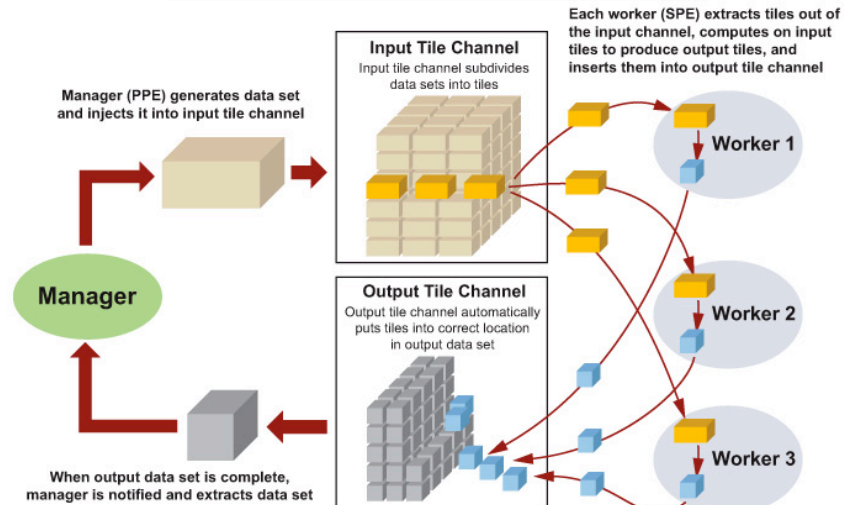 Each worker (SPE) extracts tiles out of
the input channel, computes on input
tiles to produce output tiles, and
inserts them into output tile channel
Input Tile Channel
Input tile channel subdivides
data sets into tiles
Manager (PPE) generates data set
and injects it into input tile channel
Worker 1
Manager
Output Tile Channel
Output tile channel automatically
puts tiles into correct location
in output data set
Worker 2
Worker 3
When output data set is complete,
manager is notified and extracts data set